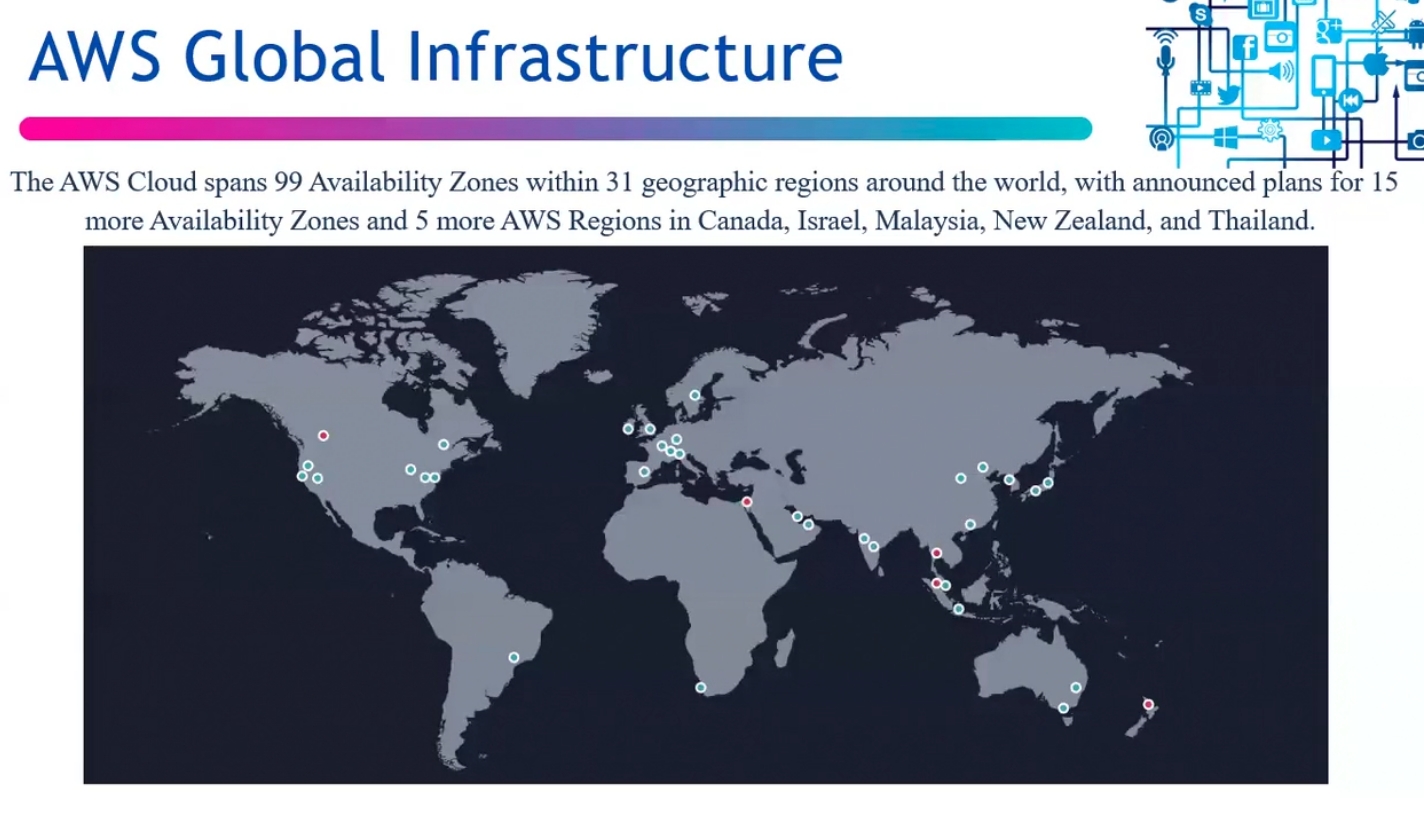 AWS Global Infrastructure
The AWS Cloud spans 99 Availability Zones within 31 geographic regions around the world, with announced plans for 15
more Availability Zones and 5 more AWS Regions in Canada, Israel, Malaysia, New Zealand, and Thailand.